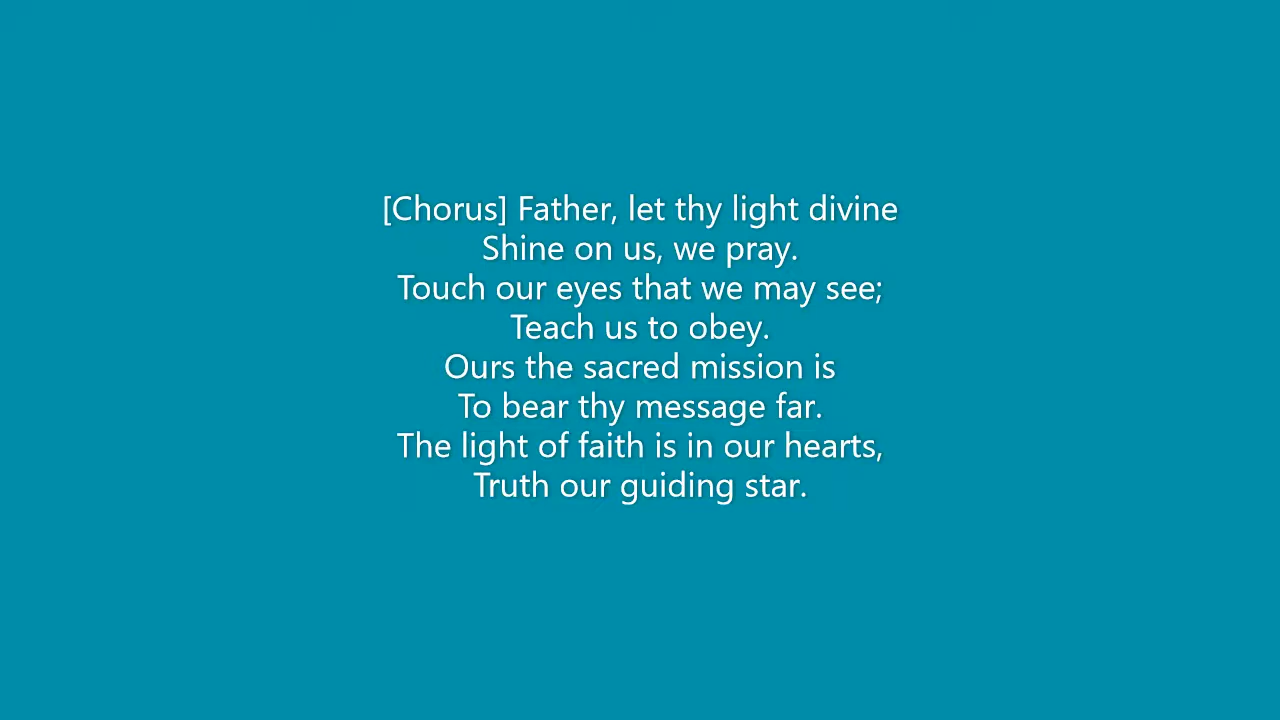 [Chorus] Father, let thy light divine
Shine on us, we pray.
Touch our eyes that we may see;
Teach us to obey.
Ours the sacred mission is
To bear thy message far.
The light of faith is in our hearts,
Truth our guiding star.